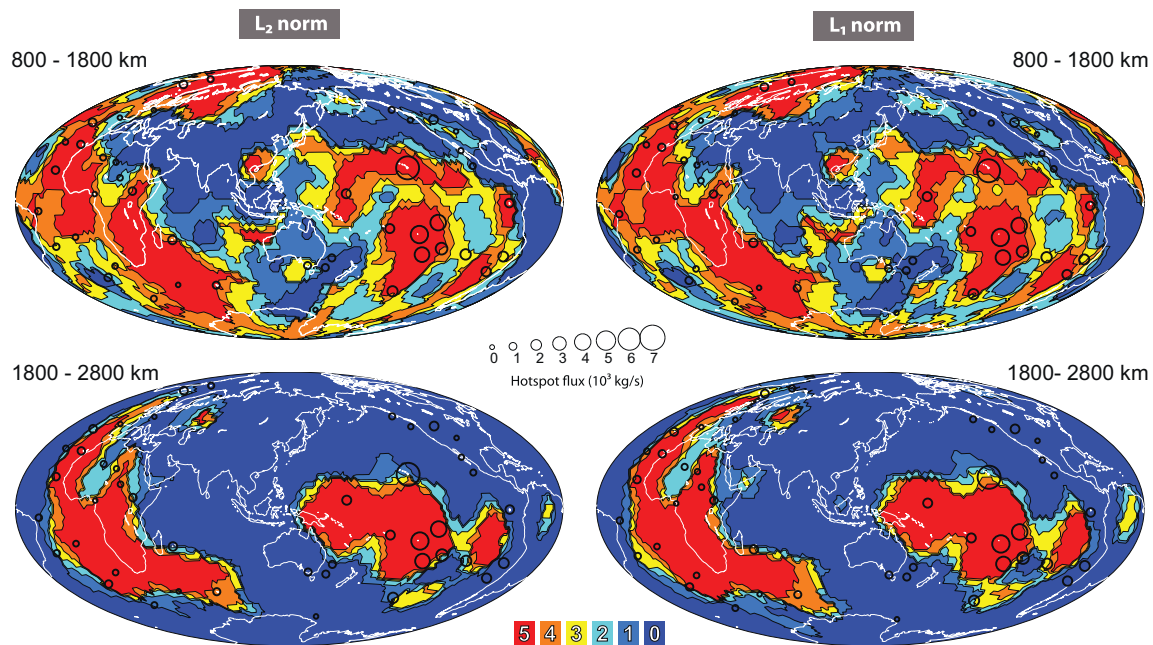 L₂ norm
L₁ norm
800 - 1800 km
800 - 1800 km
0 1 2 3 4 5 6 7
Hotspot flux (10³ kg/s)
1800 - 2800 km
1800- 2800 km
5 4 3 2 1 0